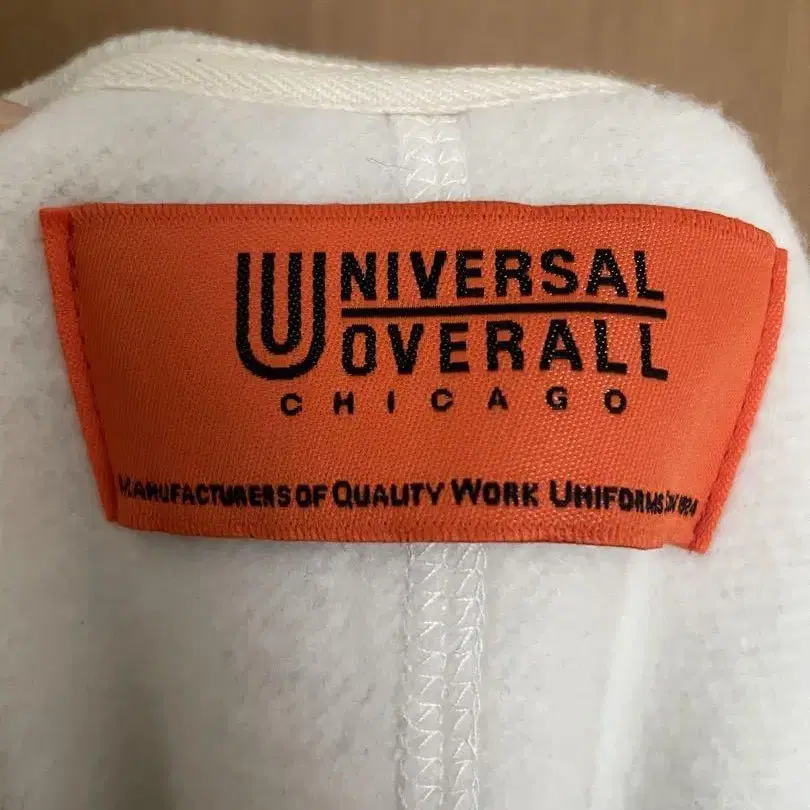 UNIVERSAL
OVERALL
CHICAGO
MANUFACTURERS OF QUALITY WORK UNIFORMS